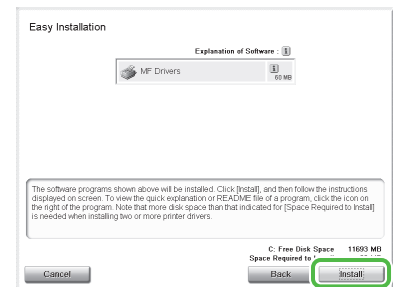 Easy Installation
Explanation of Software :
MF Drivers
60 MB
The software programs shown above will be installed. Click [Install], and then follow the instructions
displayed on screen. To view the quick explanation or README file of a program, click the icon on
the right of the program. Note that more disk space than that indicated for [Space Required to Install]
is needed when installing two or more printer drivers.
C: Free Disk Space 11693 MB
Space Required to
Cancel
Back
Install